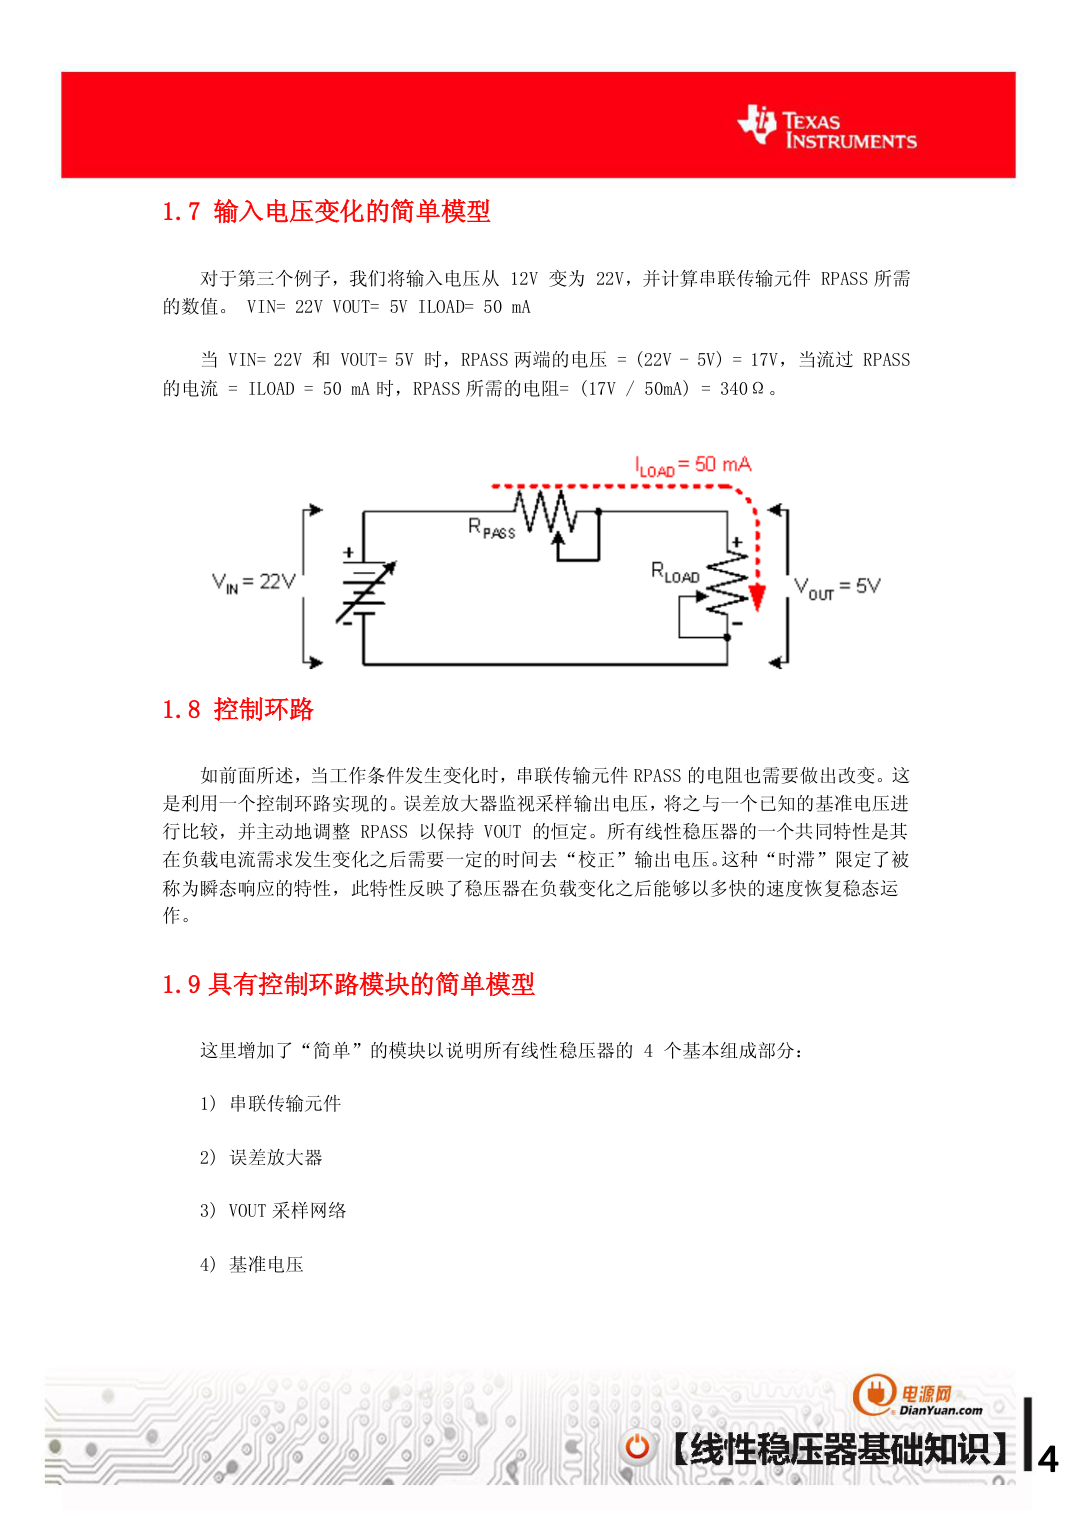 TEXAS
INSTRUMENTS
1.7 输入电压变化的简单模型
对于第三个例子，我们将输入电压从 12V 变为 22V，并计算串联传输元件 RPASS 所需
的数值。 VIN= 22V VOUT= 5V ILOAD= 50 mA
当 VIN= 22V 和 VOUT= 5V 时，RPASS 两端的电压 = (22V - 5V) = 17V，当流过 RPASS
的电流 = ILOAD = 50 mA 时，RPASS 所需的电阻= (17V / 50mA) = 340Ω。
ILOAD = 50 mA
RPASS
+
+
RLOAD
VIN = 22V
VOUT = 5V
-
-
1.8 控制环路
如前面所述，当工作条件发生变化时，串联传输元件 RPASS 的电阻也需要做出改变。这
是利用一个控制环路实现的。误差放大器监视采样输出电压，将之与一个已知的基准电压进
行比较，并主动地调整 RPASS 以保持 VOUT 的恒定。所有线性稳压器的一个共同特性是其
在负载电流需求发生变化之后需要一定的时间去“校正”输出电压。这种“时滞”限定了被
称为瞬态响应的特性，此特性反映了稳压器在负载变化之后能够以多快的速度恢复稳态运
作。
1.9 具有控制环路模块的简单模型
这里增加了“简单”的模块以说明所有线性稳压器的 4 个基本组成部分：
1) 串联传输元件
2) 误差放大器
3) VOUT 采样网络
4) 基准电压
电源网
DianYuan.com
【线性稳压器基础知识】
4